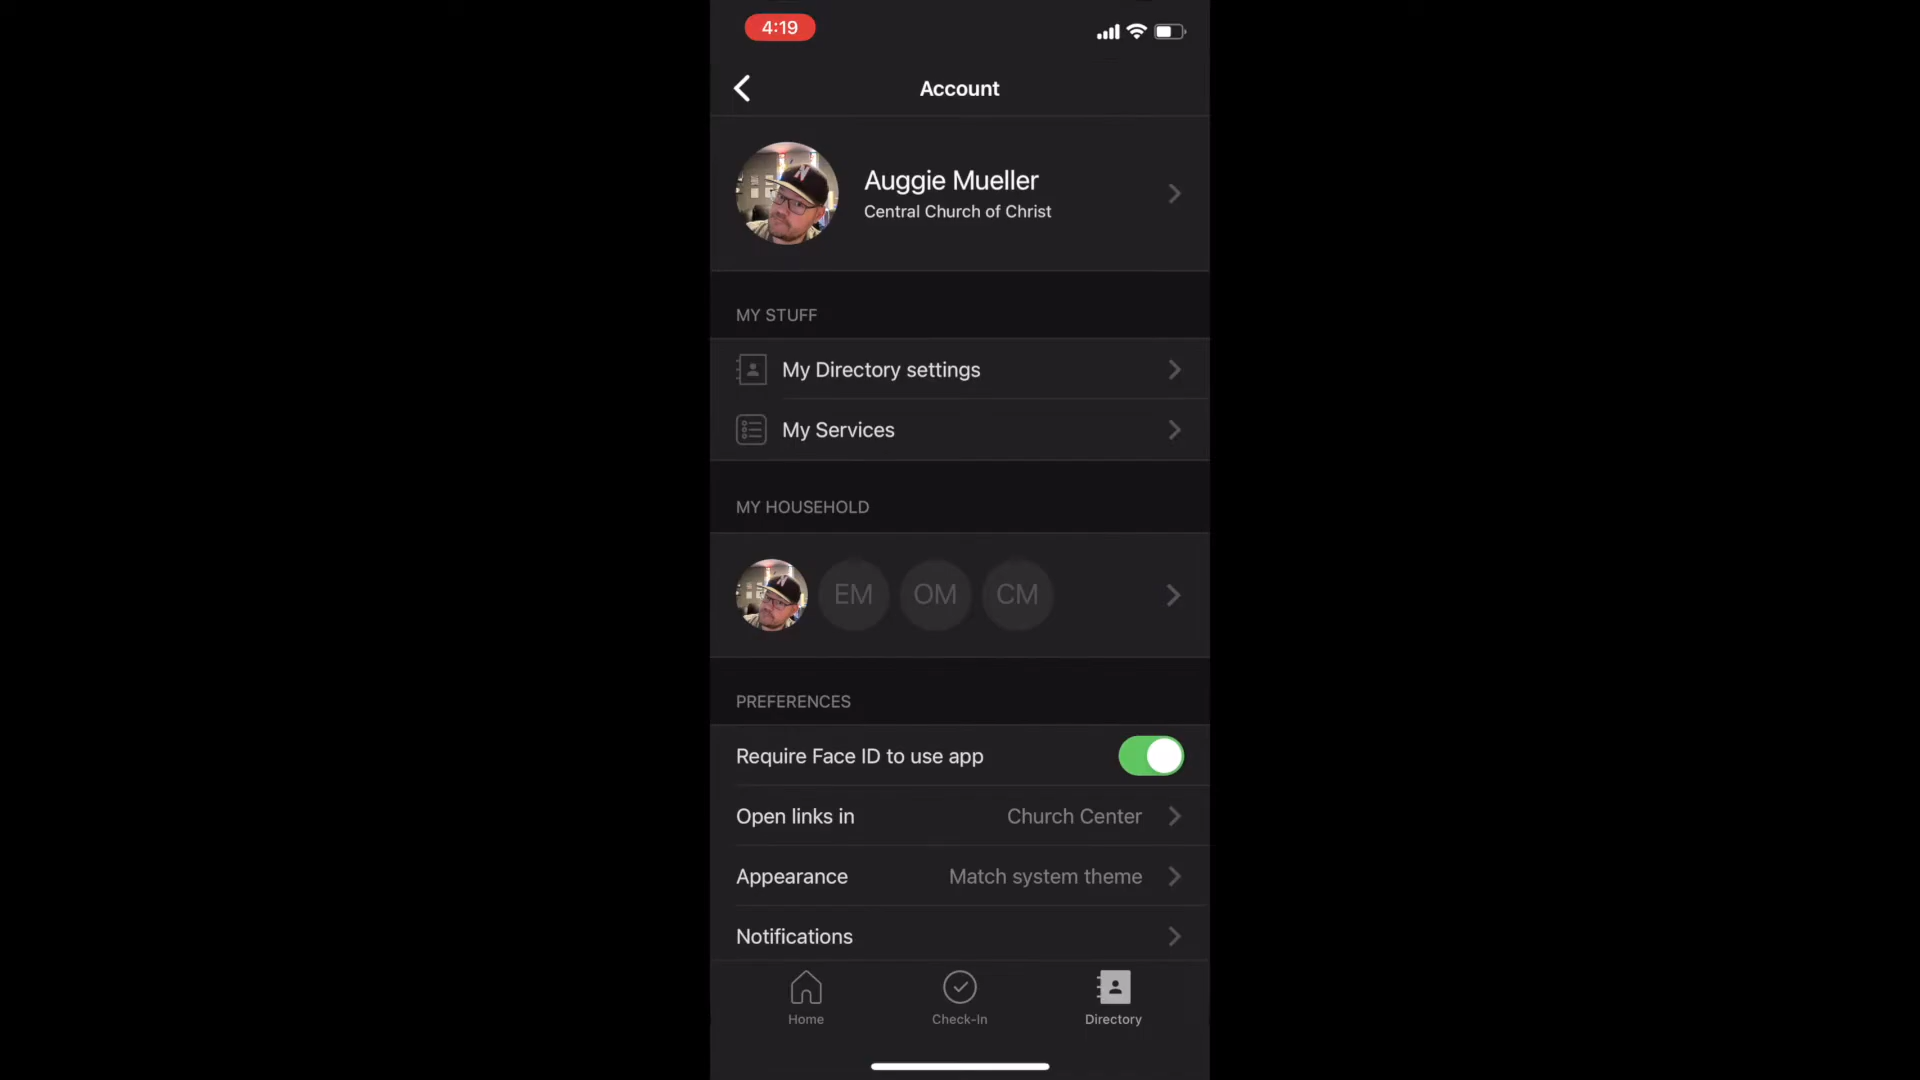 4:19
Account
Auggie Mueller
Central Church of Christ
MY STUFF
My Directory settings
My Services
MY HOUSEHOLD
EM OM CM
PREFERENCES
Require Face ID to use app
Open links in Church Center
Appearance Match system theme
Notifications
Home Check-In Directory